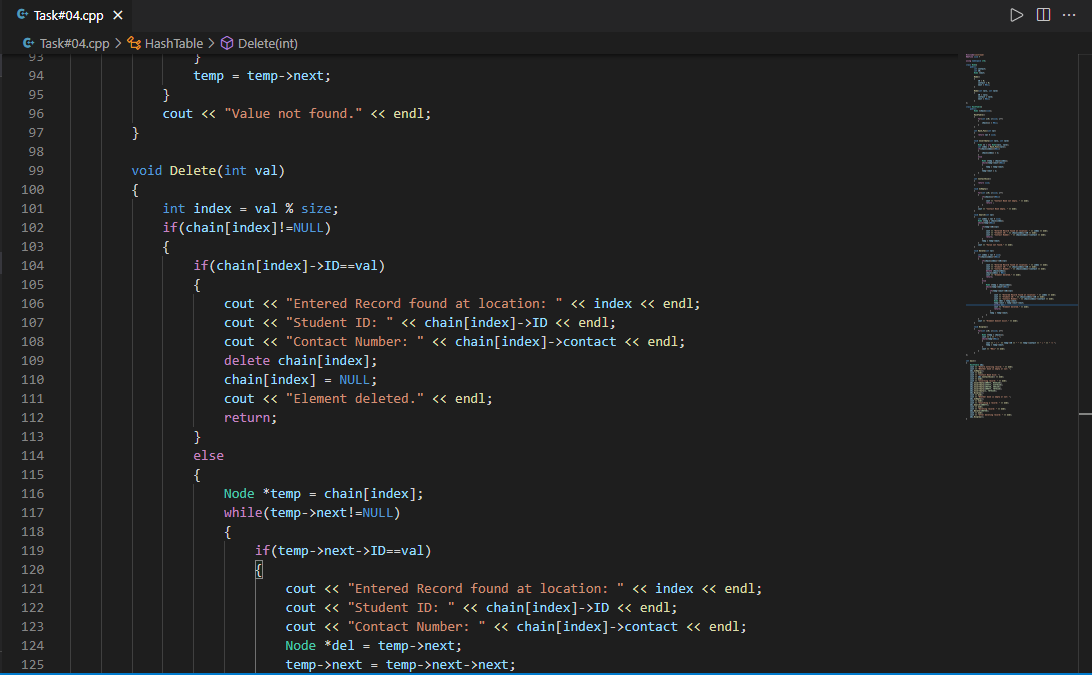 Task#04.cpp
Task#04.cpp > HashTable > Delete(int)
93 }
94 temp = temp->next;
95 }
96 cout << "Value not found." << endl;
97 }
98
99 void Delete(int val)
100 {
101 int index = val % size;
102 if(chain[index]!=NULL)
103 {
104 if(chain[index]->ID==val)
105 {
106 cout << "Entered Record found at location: " << index << endl;
107 cout << "Student ID: " << chain[index]->ID << endl;
108 cout << "Contact Number: " << chain[index]->contact << endl;
109 delete chain[index];
110 chain[index] = NULL;
111 cout << "Element deleted." << endl;
112 return;
113 }
114 else
115 {
116 Node *temp = chain[index];
117 while(temp->next!=NULL)
118 {
119 if(temp->next->ID==val)
120 {
121 cout << "Entered Record found at location: " << index << endl;
122 cout << "Student ID: " << chain[index]->ID << endl;
123 cout << "Contact Number: " << chain[index]->contact << endl;
124 Node *del = temp->next;
125 temp->next = temp->next->next;